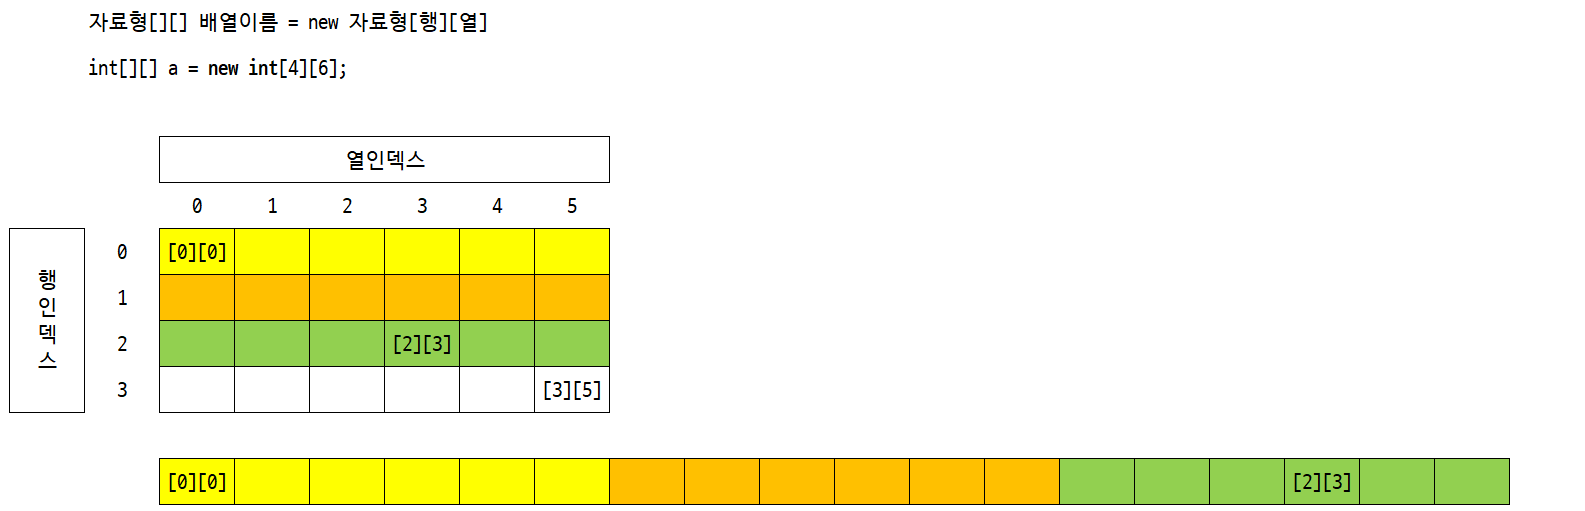 자료형[][] 배열이름 = new 자료형[행][열]
int[][] a = new int[4][6];
열인덱스
0 1 2 3 4 5
행인덱스
0 [0][0]
1
2 [2][3]
3 [3][5]
[0][0] [2][3]